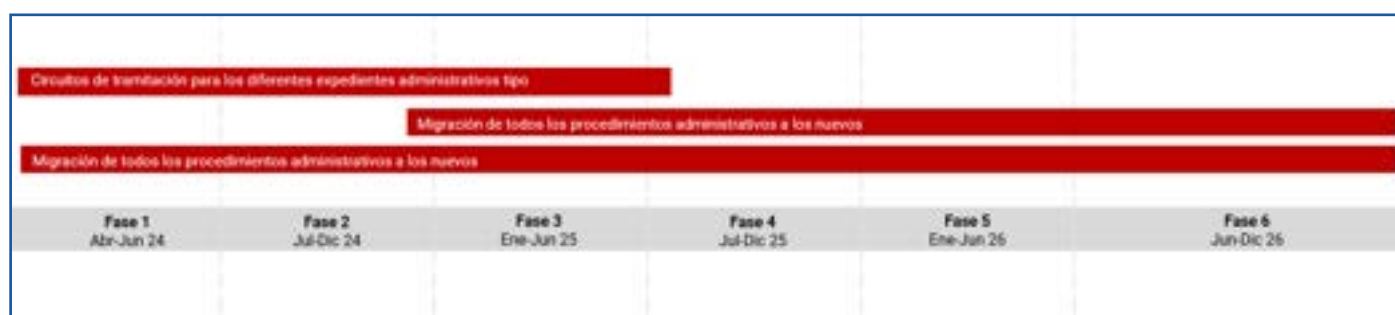 Circuitos de tramitación para los diferentes expedientes administrativos tipo
Migración de todos los procedimientos administrativos a los nuevos
Migración de todos los procedimientos administrativos a los nuevos
Fase 1 Fase 2 Fase 3 Fase 4 Fase 5 Fase 6
Abr-Jun 24 Jul-Dic 24 Ene-Jun 25 Jul-Dic 25 Ene-Jun 26 Jun-Dic 26